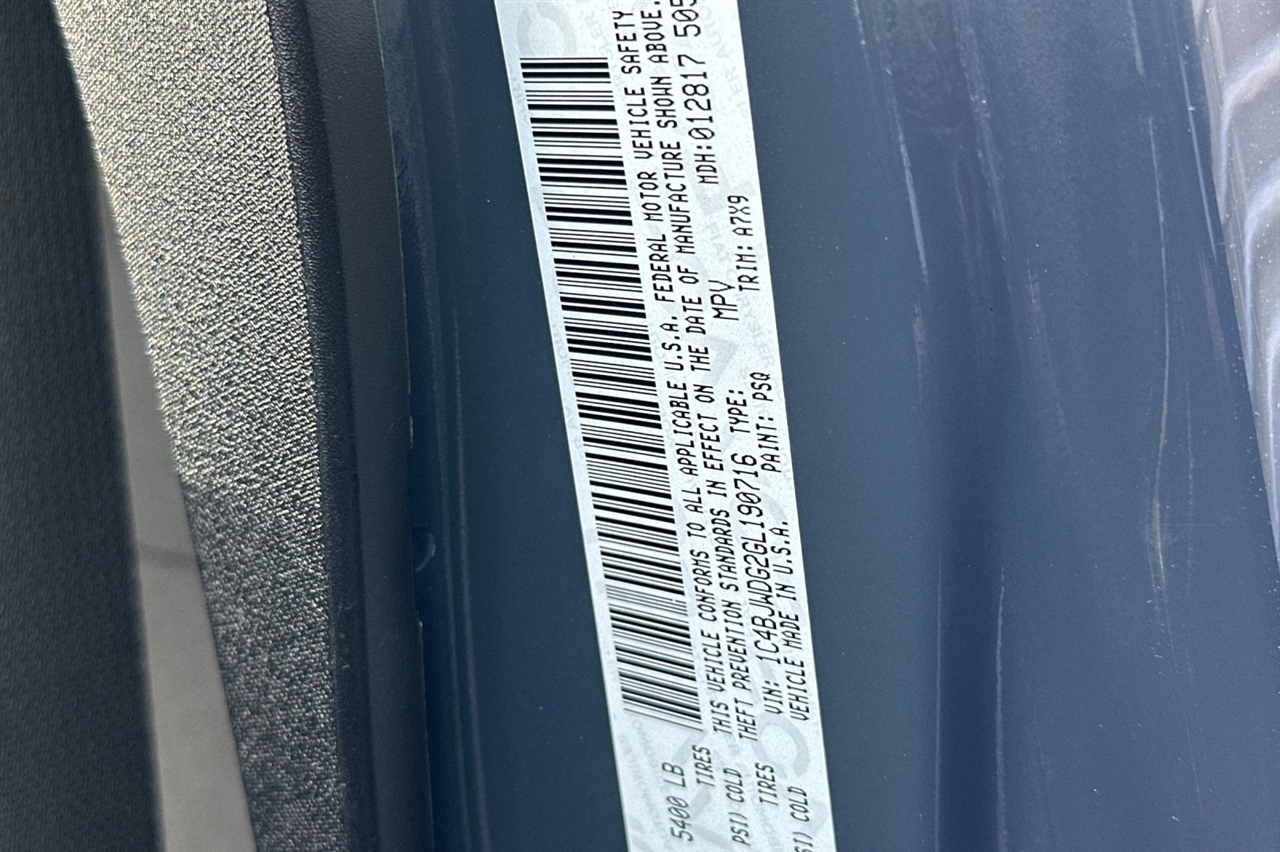 5400 LB
TIRES
PSI) COLD
TIRES
PSI) COLD
THIS VEHICLE CONFORMS TO ALL APPLICABLE U.S.A. FEDERAL MOTOR VEHICLE SAFETY
THEFT PREVENTION STANDARDS IN EFFECT ON THE DATE OF MANUFACTURE SHOWN ABOVE.
VIN: 1C4BJWDG2GL190716 TYPE: MPV MDH:012817 505
VEHICLE MADE IN U.S.A. PAINT: PSQ TRIM: A7X9